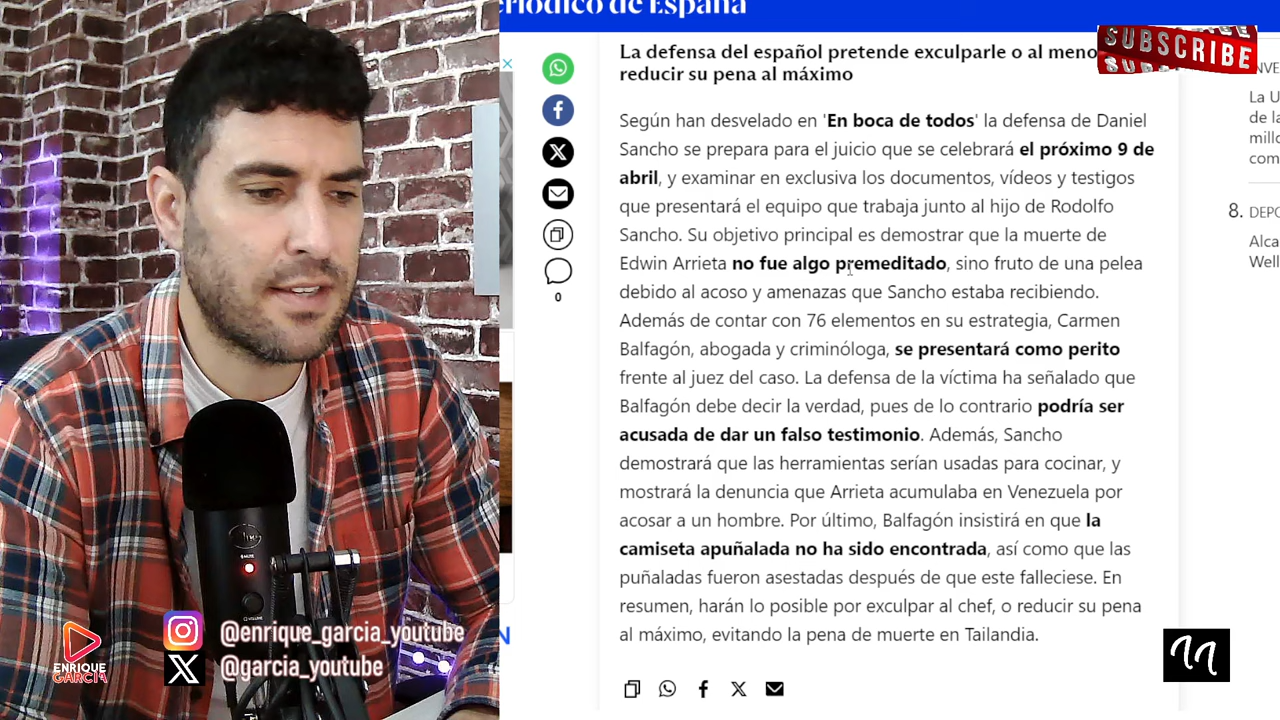 eriódico de España
SUBSCRIBE
La defensa del español pretende exculparle o al meno
reducir su pena al máximo
Según han desvelado en 'En boca de todos' la defensa de Daniel
Sancho se prepara para el juicio que se celebrará el próximo 9 de
abril, y examinar en exclusiva los documentos, vídeos y testigos
que presentará el equipo que trabaja junto al hijo de Rodolfo
Sancho. Su objetivo principal es demostrar que la muerte de
Edwin Arrieta no fue algo premeditado, sino fruto de una pelea
debido al acoso y amenazas que Sancho estaba recibiendo.
Además de contar con 76 elementos en su estrategia, Carmen
Balfagón, abogada y criminóloga, se presentará como perito
frente al juez del caso. La defensa de la víctima ha señalado que
Balfagón debe decir la verdad, pues de lo contrario podría ser
acusada de dar un falso testimonio. Además, Sancho
demostrará que las herramientas serían usadas para cocinar, y
mostrará la denuncia que Arrieta acumulaba en Venezuela por
acosar a un hombre. Por último, Balfagón insistirá en que la
camiseta apuñalada no ha sido encontrada, así como que las
puñaladas fueron asestadas después de que este falleciese. En
resumen, harán lo posible por exculpar al chef, o reducir su pena
al máximo, evitando la pena de muerte en Tailandia.
0
NVE
La U
de la
millo
com
8. DEPO
Alca
Well
N
@enrique_garcia_youtube
@garcia_youtube
ENRIQUE
GARCIA